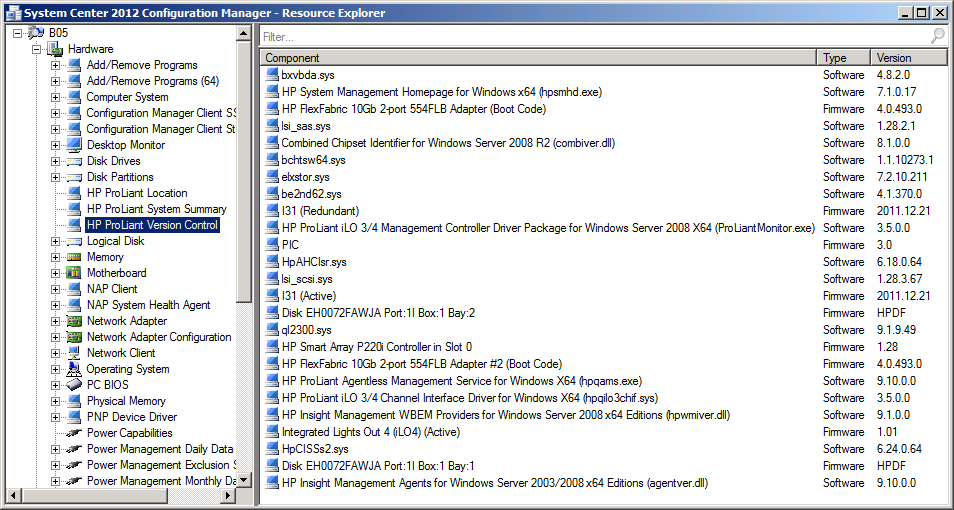 System Center 2012 Configuration Manager - Resource Explorer
B05
Hardware
Add/Remove Programs
Add/Remove Programs (64)
Computer System
Configuration Manager Client SS
Configuration Manager Client St
Desktop Monitor
Disk Drives
Disk Partitions
HP ProLiant Location
HP ProLiant System Summary
HP ProLiant Version Control
Logical Disk
Memory
Motherboard
NAP Client
NAP System Health Agent
Network Adapter
Network Adapter Configuration
Network Client
Operating System
PC BIOS
Physical Memory
PNP Device Driver
Power Capabilities
Power Management Daily Data
Power Management Exclusion S
Power Management Monthly Da
Filter...
Component Type Version
bxvbda.sys Software 4.8.2.0
HP System Management Homepage for Windows x64 (hpsmhd.exe) Software 7.1.0.17
HP FlexFabric 10Gb 2-port 554FLB Adapter (Boot Code) Firmware 4.0.493.0
lsi_sas.sys Software 1.28.2.1
Combined Chipset Identifier for Windows Server 2008 R2 (combiver.dll) Software 8.1.0.0
bchtsw64.sys Software 1.1.10273.1
elxstor.sys Software 7.2.10.211
be2nd62.sys Software 4.1.370.0
I31 (Redundant) Firmware 2011.12.21
HP ProLiant iLO 3/4 Management Controller Driver Package for Windows Server 2008 X64 (ProLiantMonitor.exe) Software 3.5.0.0
PIC Firmware 3.0
HpAHCIsr.sys Software 6.18.0.64
lsi_scsi.sys Software 1.28.3.67
I31 (Active) Firmware 2011.12.21
Disk EH0072FAWJA Port:1I Box:1 Bay:2 Firmware HPDF
ql2300.sys Software 9.1.9.49
HP Smart Array P220i Controller in Slot 0 Firmware 1.28
HP FlexFabric 10Gb 2-port 554FLB Adapter #2 (Boot Code) Firmware 4.0.493.0
HP ProLiant Agentless Management Service for Windows X64 (hpqams.exe) Software 9.10.0.0
HP ProLiant iLO 3/4 Channel Interface Driver for Windows X64 (hpqilo3chif.sys) Software 3.5.0.0
HP Insight Management WBEM Providers for Windows Server 2008 x64 Editions (hpwmiver.dll) Software 9.1.0.0
Integrated Lights Out 4 (iLO4) (Active) Firmware 1.01
HpCISSs2.sys Software 6.24.0.64
Disk EH0072FAWJA Port:1I Box:1 Bay:1 Firmware HPDF
HP Insight Management Agents for Windows Server 2003/2008 x64 Editions (agentver.dll) Software 9.10.0.0